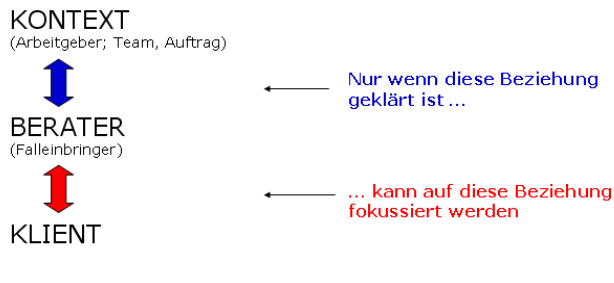 KONTEXT
(Arbeitgeber; Team, Auftrag)
Nur wenn diese Beziehung
geklärt ist ...
BERATER
(Falleinbringer)
... kann auf diese Beziehung
fokussiert werden
KLIENT